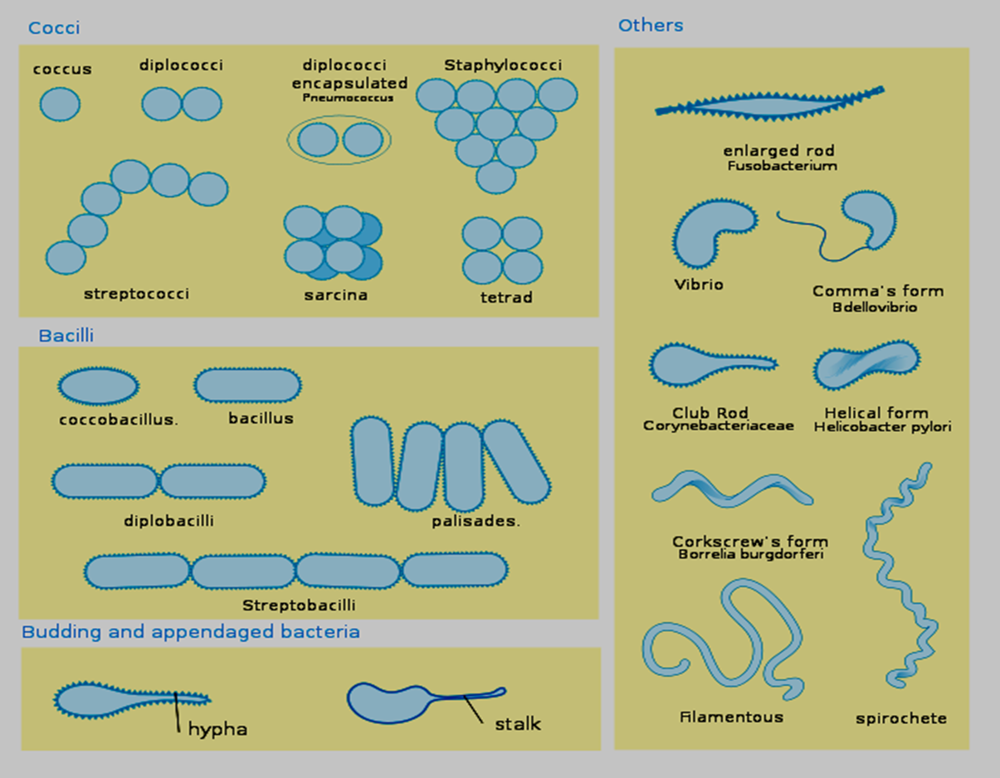 Cocci
coccus
diplococci
diplococci
encapsulated
Pneumococcus
Staphylococci
streptococci
sarcina
tetrad
Bacilli
coccobacillus.
bacillus
diplobacilli
palisades.
Streptobacilli
Budding and appendaged bacteria
hypha
stalk
Others
enlarged rod
Fusobacterium
Vibrio
Comma's form
Bdellovibrio
Club Rod
Corynebacteriaceae
Helical form
Helicobacter pylori
Corkscrew's form
Borrelia burgdorferi
Filamentous
spirochete